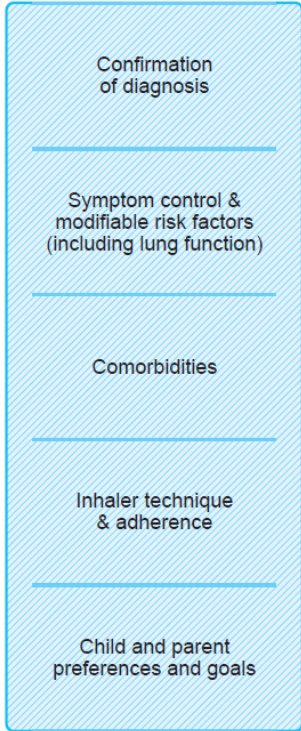 Confirmation
of diagnosis
Symptom control &
modifiable risk factors
(including lung function)
Comorbidities
Inhaler technique
& adherence
Child and parent
preferences and goals